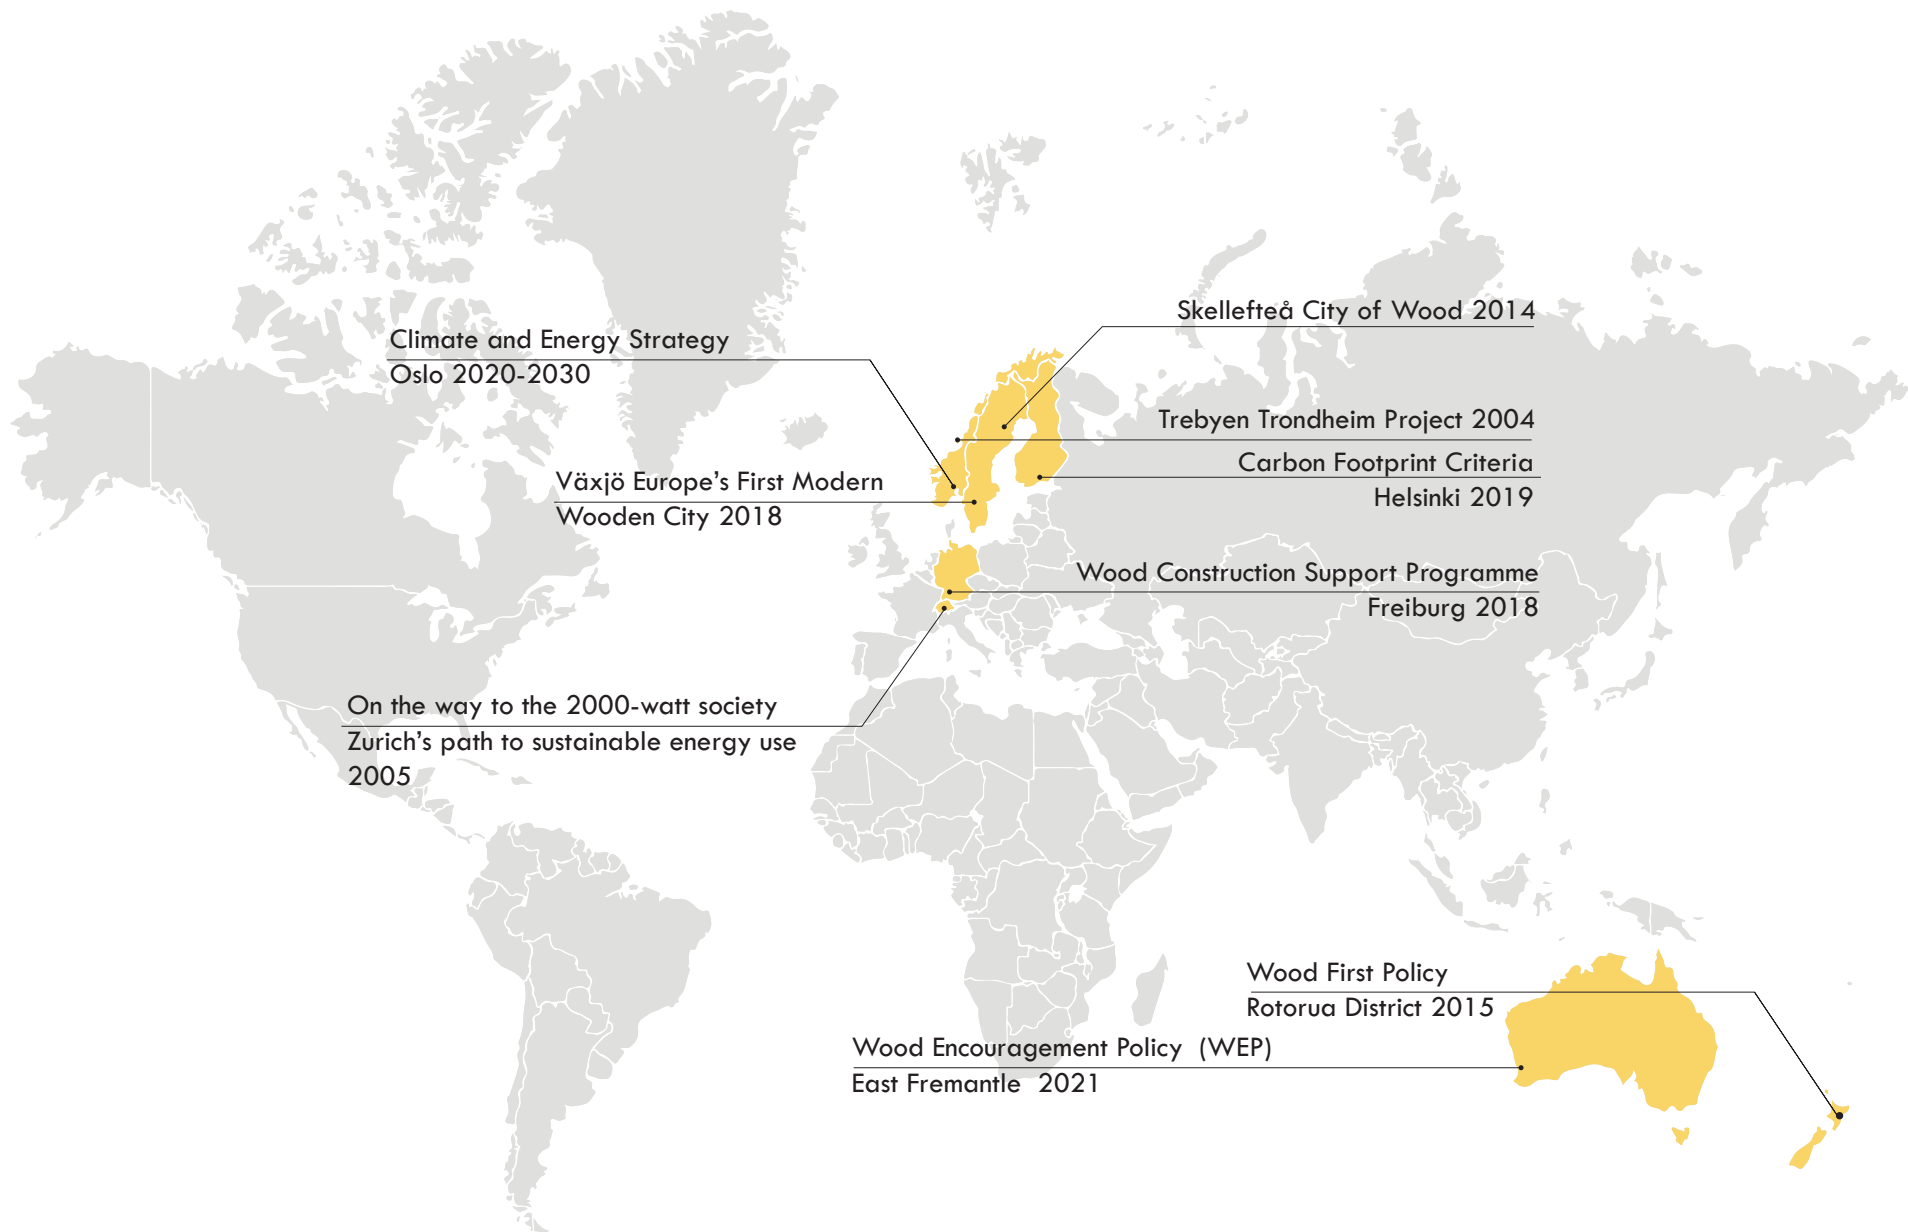 Skellefteå City of Wood 2014
Climate and Energy Strategy
Oslo 2020-2030
Trebyen Trondheim Project 2004
Carbon Footprint Criteria
Helsinki 2019
Växjö Europe's First Modern
Wooden City 2018
Wood Construction Support Programme
Freiburg 2018
On the way to the 2000-watt society
Zurich's path to sustainable energy use
2005
Wood First Policy
Rotorua District 2015
Wood Encouragement Policy (WEP)
East Fremantle 2021